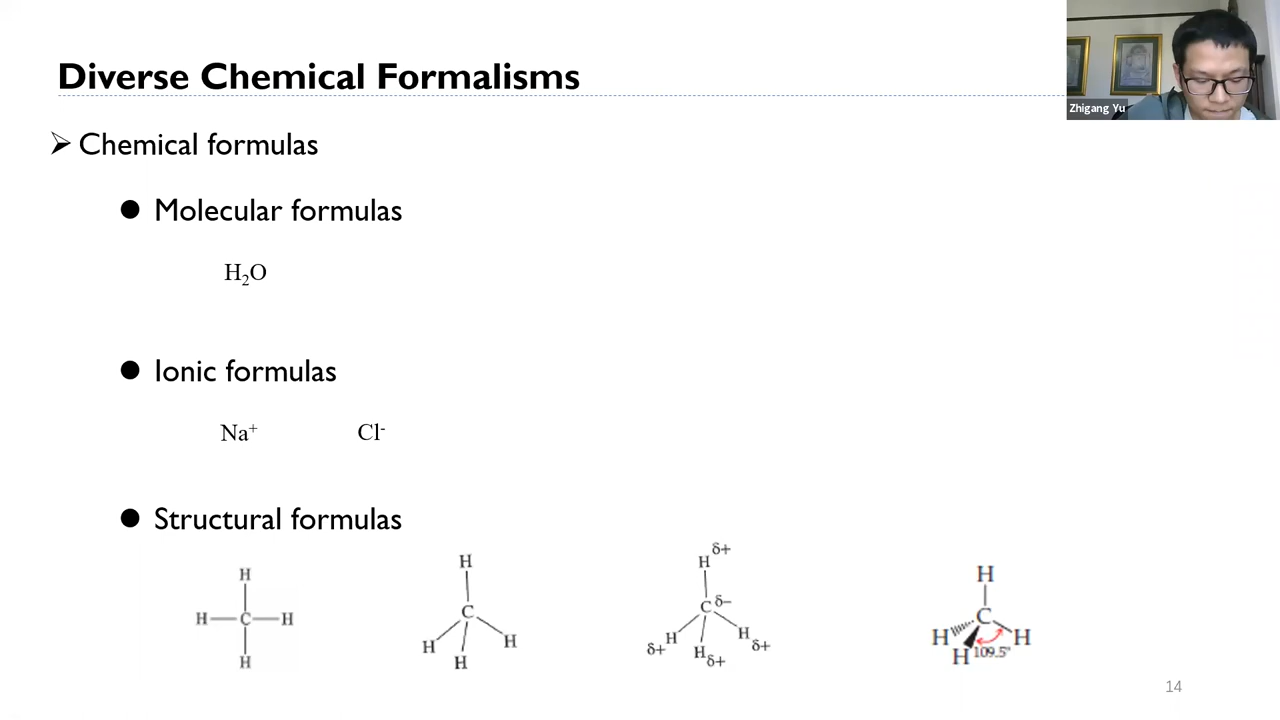 Diverse Chemical Formalisms
Zhigang Yu
Chemical formulas
Molecular formulas
H₂O
Ionic formulas
Na⁺ Cl⁻
Structural formulas
H
H—C—H
H
H
C
H H
H
H δ+
C δ−
δ+ H H δ+
H δ+
H
C
H H
H 109.5°
14